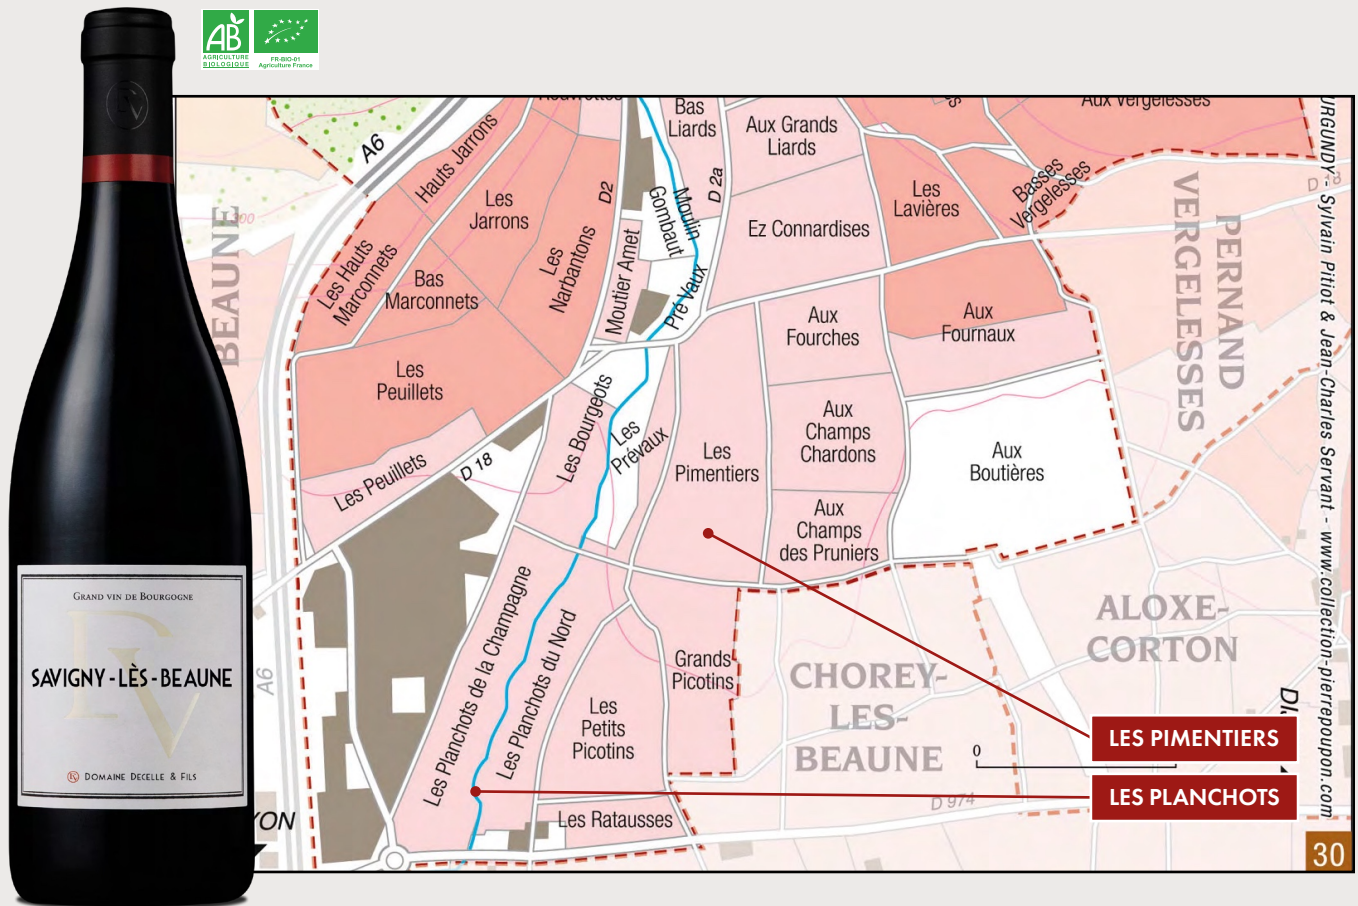 AB
AGRICULTURE
BIOLOGIQUE
FR-BIO-01
Agriculture France
GRAND VIN DE BOURGOGNE
DV
SAVIGNY-LÈS-BEAUNE
DOMAINE DECELLE & FILS
A6
Hauts Jarrons
Les
Jarrons
Les Hauts
Marconnets
Bas
Marconnets
Les
Narbantons
D2
Moutier Amet
Moulin
Gombaut
Pré Vaux
Bas
Liards
D 2a
Aux Grands
Liards
Ez Connardises
Les
Lavières
Aux Vergelesses
Basses
Vergelesses
D 18
BEAUNE
300
PERNAND
VERGELESSES
Les
Peuillets
Les Peuillets
D 18
Les Bourgeots
Les
Prévaux
Les
Pimentiers
Aux
Fourches
Aux
Fournaux
Aux
Champs
Chardons
Aux
Boutières
Aux
Champs
des Pruniers
Les Planchots de la Champagne
Les Planchots du Nord
Les
Petits
Picotins
Grands
Picotins
Les Ratausses
CHOREY-
LES-
BEAUNE
ALOXE-
CORTON
0
D 974
A6
YON
LES PIMENTIERS
LES PLANCHOTS
30
URGUNDY - Sylvain Pitiot & Jean-Charles Servant - www.collection-pierrepoupon.com